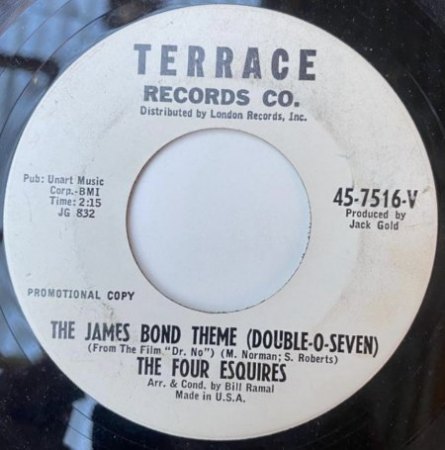 TERRACE
RECORDS CO.
Distributed by London Records, Inc.
Pub: Unart Music
Corp.-BMI
Time: 2:15
JG 832
45-7516-V
Produced by
Jack Gold
PROMOTIONAL COPY
THE JAMES BOND THEME (DOUBLE-O-SEVEN)
(From The Film "Dr. No") (M. Norman; S. Roberts)
THE FOUR ESQUIRES
Arr. & Cond. by Bill Ramal
Made in U.S.A.